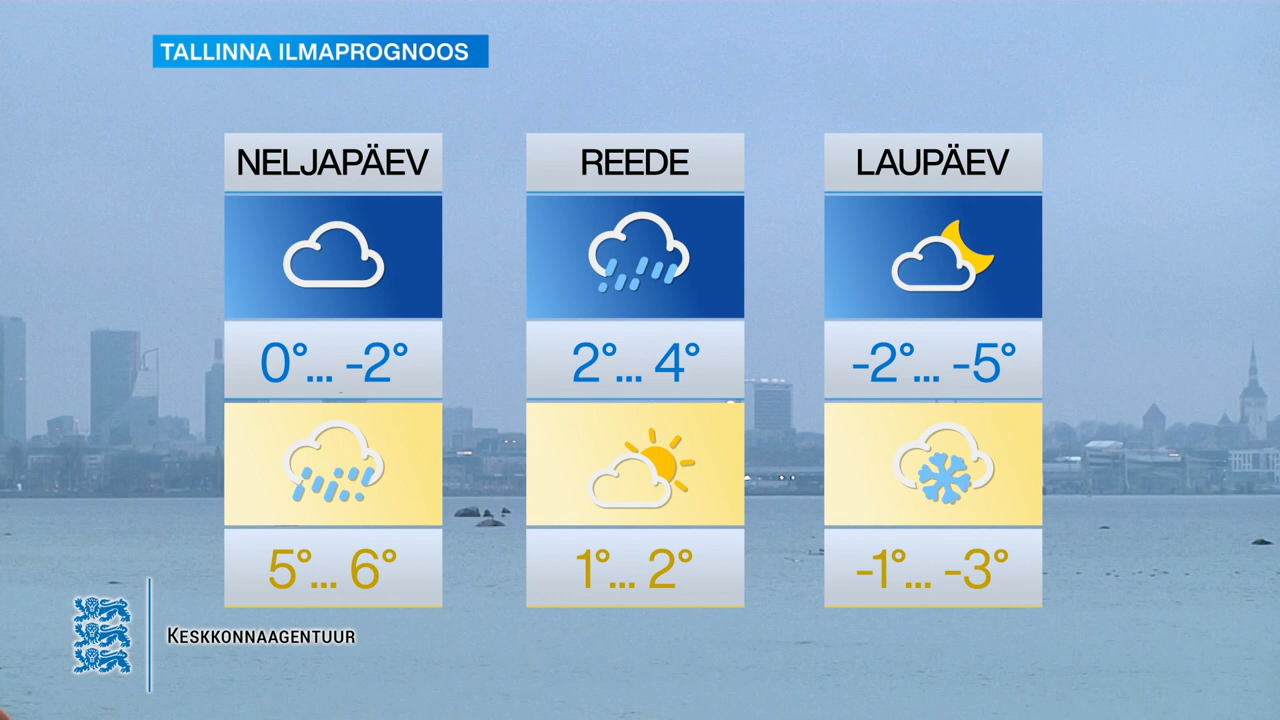 TALLINNA ILMAPROGNOOS
NELJAPÄEV
0°... -2°
5°... 6°
REEDE
2°... 4°
1°... 2°
LAUPÄEV
-2°... -5°
-1°... -3°
KESKKONNAAGENTUUR